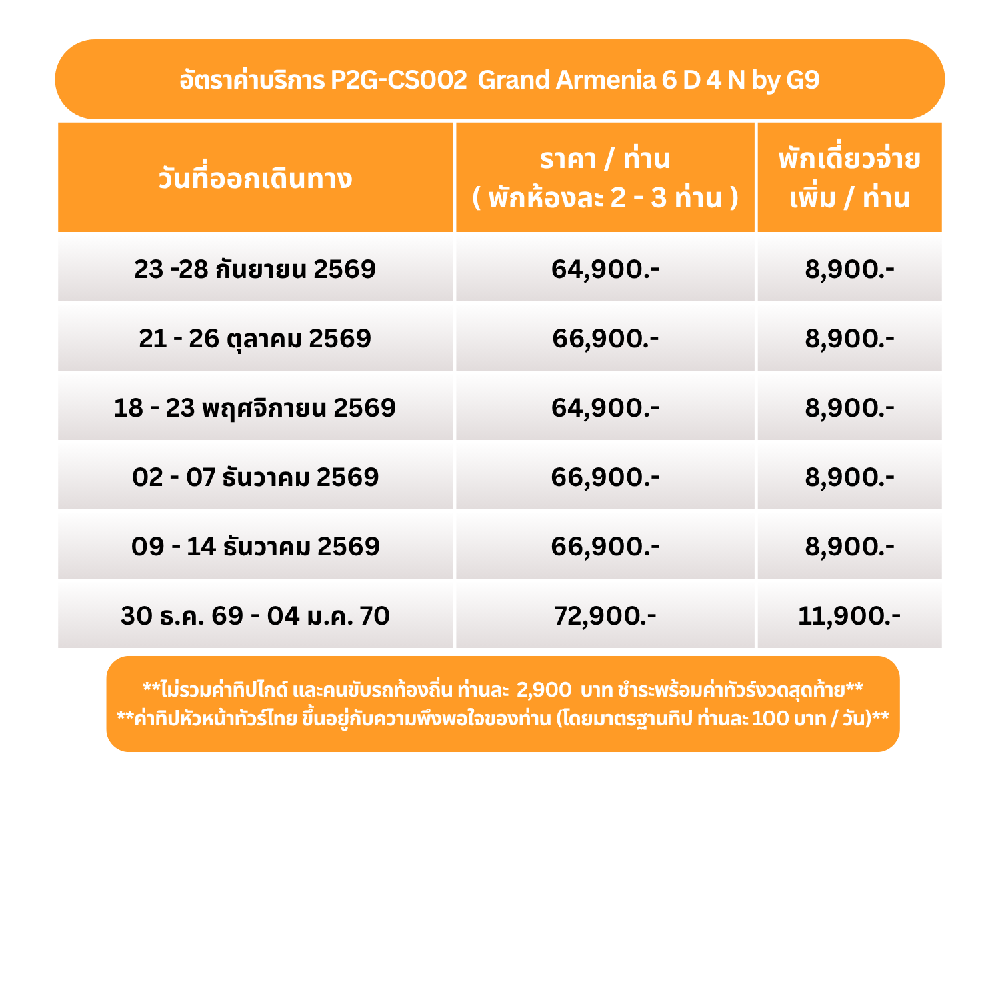 อัตราค่าบริการ P2G-CS002 Grand Armenia 6 D 4 N by G9
วันที่ออกเดินทาง
ราคา / ท่าน
( พักห้องละ 2 - 3 ท่าน )
พักเดี่ยวจ่าย
เพิ่ม / ท่าน
23 -28 กันยายน 2569 64,900.- 8,900.-
21 - 26 ตุลาคม 2569 66,900.- 8,900.-
18 - 23 พฤศจิกายน 2569 64,900.- 8,900.-
02 - 07 ธันวาคม 2569 66,900.- 8,900.-
09 - 14 ธันวาคม 2569 66,900.- 8,900.-
30 ธ.ค. 69 - 04 ม.ค. 70 72,900.- 11,900.-
**ไม่รวมค่าทิปไกด์ และคนขับรถท้องถิ่น ท่านละ 2,900 บาท ชำระพร้อมค่าทัวร์งวดสุดท้าย**
**ค่าทิปหัวหน้าทัวร์ไทย ขึ้นอยู่กับความพึงพอใจของท่าน (โดยมาตรฐานทิป ท่านละ 100 บาท / วัน)**